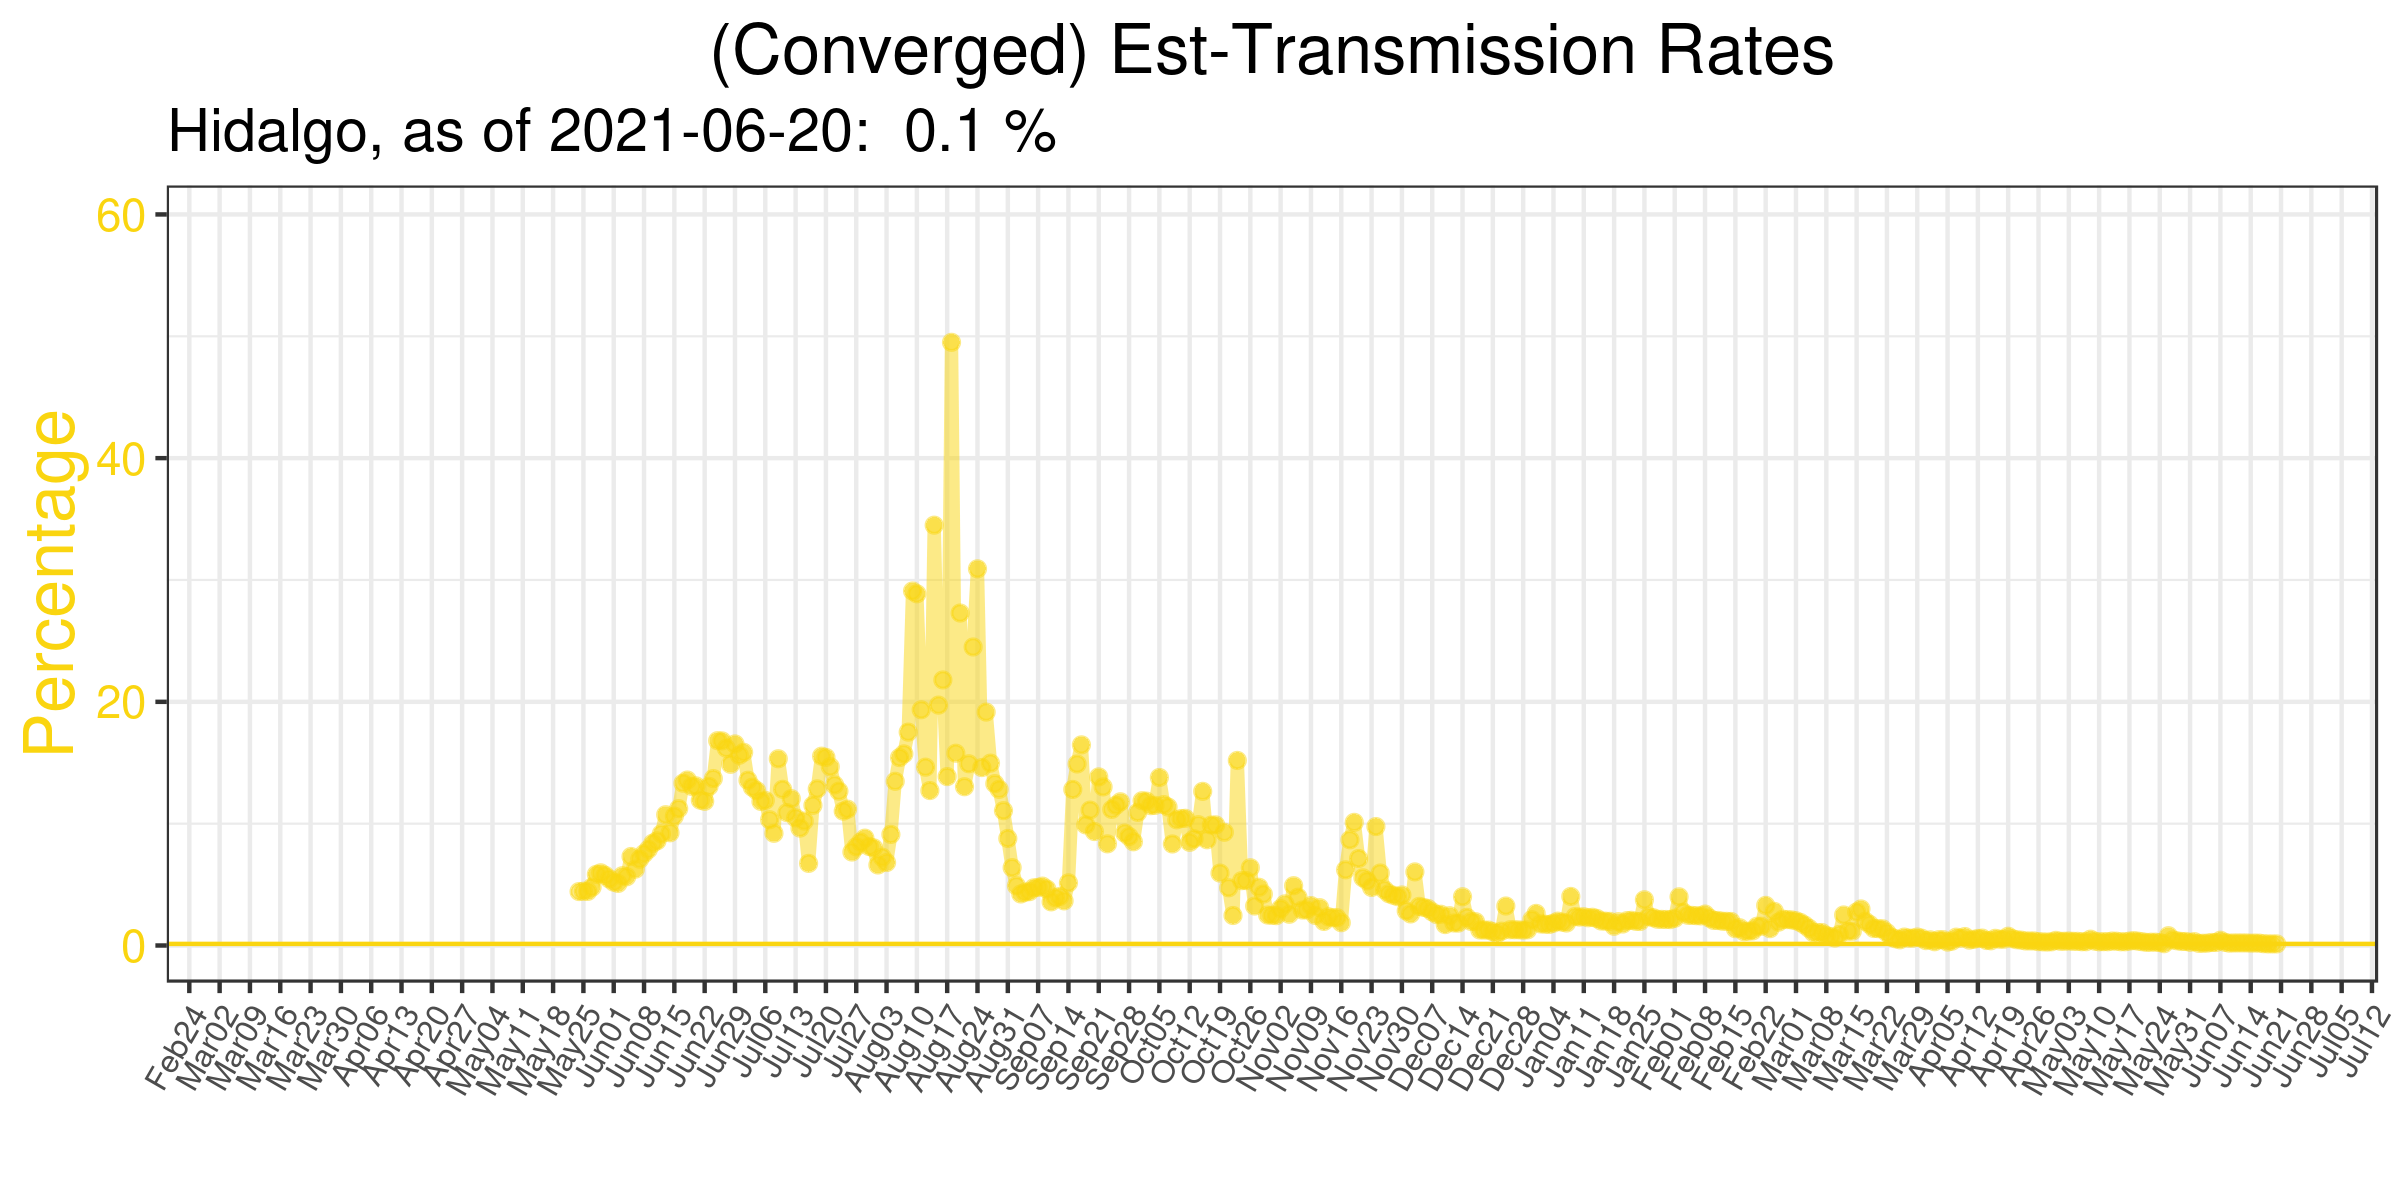 (Converged) Est-Transmission Rates
Hidalgo, as of 2021-06-20: 0.1 %
Percentage
60
40
20
0
Feb24
Mar02
Mar09
Mar16
Mar23
Mar30
Apr06
Apr13
Apr20
Apr27
May04
May11
May18
May25
Jun01
Jun08
Jun15
Jun22
Jun29
Jul06
Jul13
Jul20
Jul27
Aug03
Aug10
Aug17
Aug24
Aug31
Sep07
Sep14
Sep21
Sep28
Oct05
Oct12
Oct19
Oct26
Nov02
Nov09
Nov16
Nov23
Nov30
Dec07
Dec14
Dec21
Dec28
Jan04
Jan11
Jan18
Jan25
Feb01
Feb08
Feb15
Feb22
Mar01
Mar08
Mar15
Mar22
Mar29
Apr05
Apr12
Apr19
Apr26
May03
May10
May17
May24
May31
Jun07
Jun14
Jun21
Jun28
Jul05
Jul12